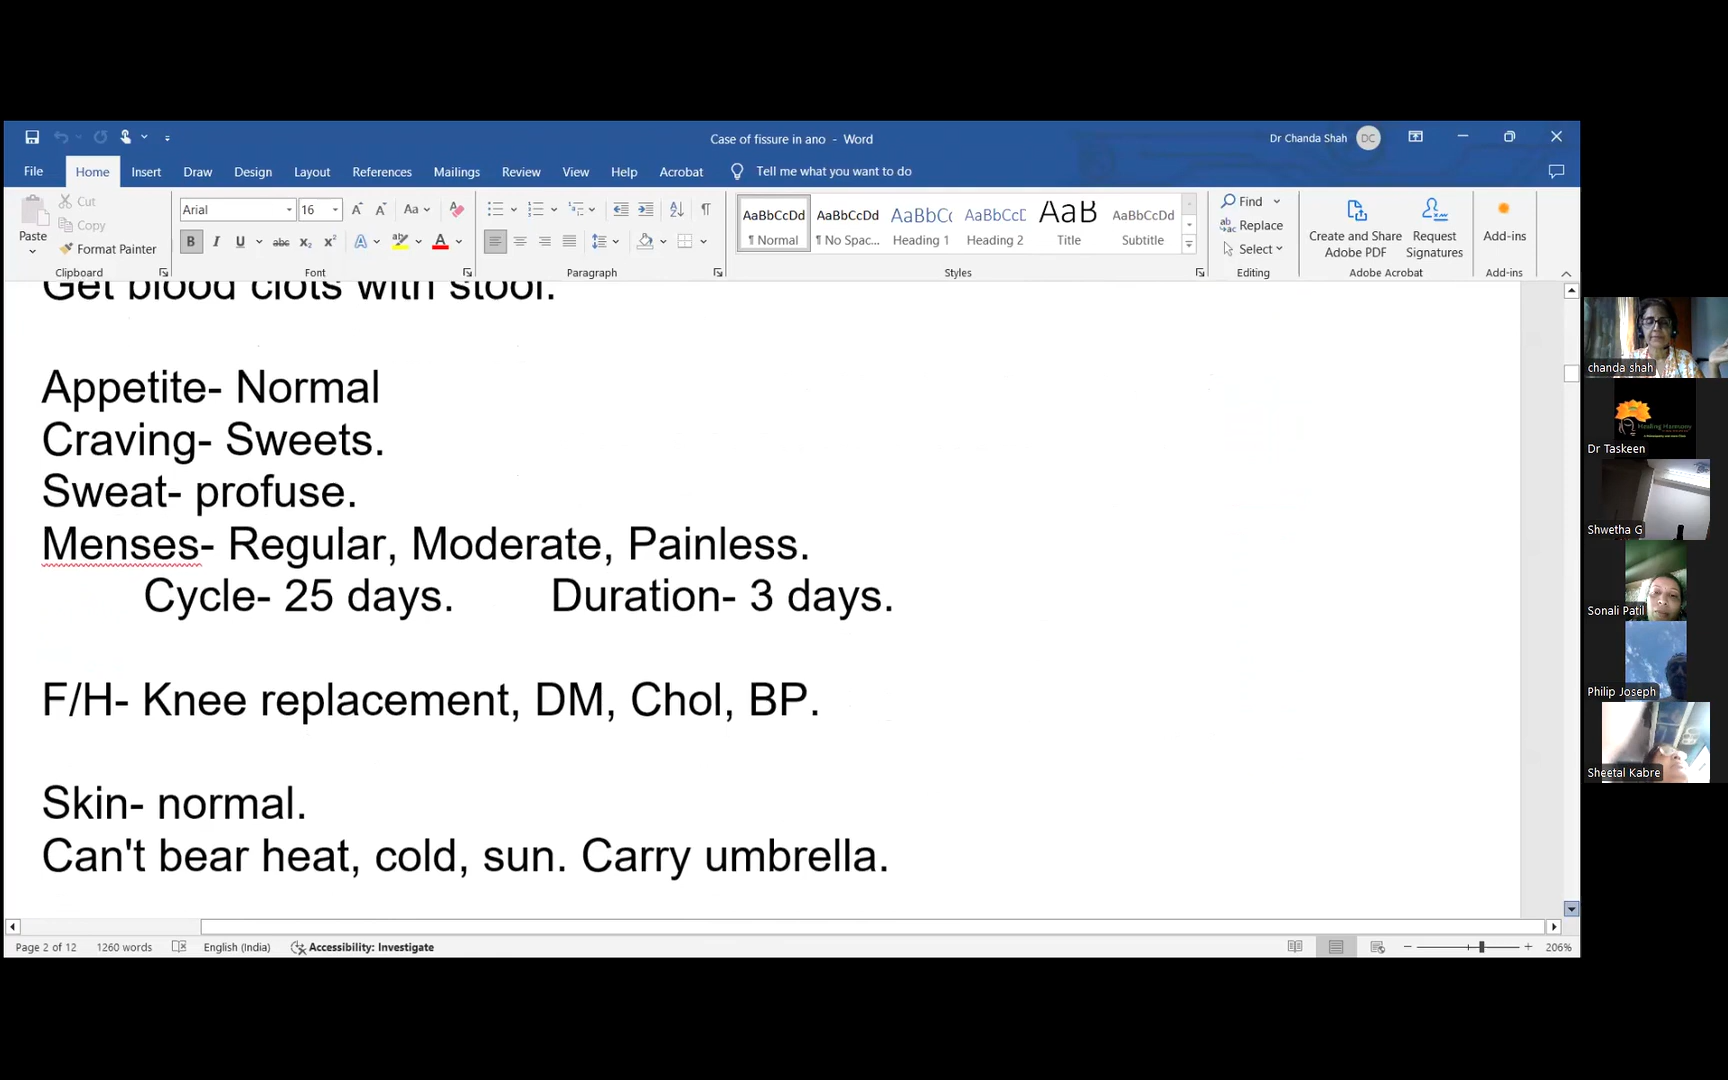 Case of fissure in ano - Word
Dr Chanda Shah DC
File Home Insert Draw Design Layout References Mailings Review View Help Acrobat Tell me what you want to do
Paste
Cut
Copy
Format Painter
Clipboard
Arial 16
Font
Paragraph
AaBbCcDd AaBbCcDd AaBbCc AaBbCcD AaB AaBbCcDd
¶ Normal ¶ No Spac... Heading 1 Heading 2 Title Subtitle
Styles
Find
Replace
Select
Editing
Create and Share Adobe PDF
Request Signatures
Adobe Acrobat
Add-ins
Add-ins
Get blood clots with stool.
Appetite- Normal
Craving- Sweets.
Sweat- profuse.
Menses- Regular, Moderate, Painless.
Cycle- 25 days. Duration- 3 days.
F/H- Knee replacement, DM, Chol, BP.
Skin- normal.
Can't bear heat, cold, sun. Carry umbrella.
Page 2 of 12 1260 words English (India) Accessibility: Investigate 206%
chanda shah
Healing Harmony
Dr Taskeen
Shwetha G
Sonali Patil
Philip Joseph
Sheetal Kabre